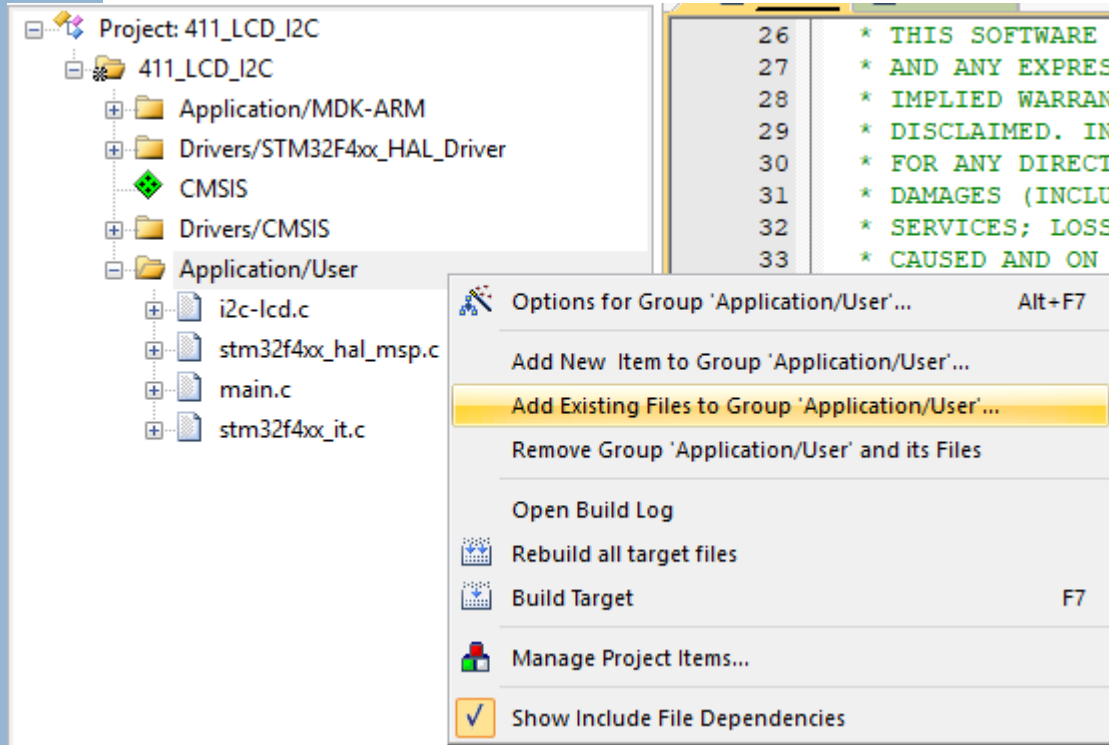 Project: 411_LCD_I2C
411_LCD_I2C
Application/MDK-ARM
Drivers/STM32F4xx_HAL_Driver
CMSIS
Drivers/CMSIS
Application/User
i2c-lcd.c
stm32f4xx_hal_msp.c
main.c
stm32f4xx_it.c
26 * THIS SOFTWARE
27 * AND ANY EXPRES
28 * IMPLIED WARRAN
29 * DISCLAIMED. IN
30 * FOR ANY DIRECT
31 * DAMAGES (INCLU
32 * SERVICES; LOSS
33 * CAUSED AND ON
Options for Group 'Application/User'... Alt+F7
Add New  Item to Group 'Application/User'...
Add Existing Files to Group 'Application/User'...
Remove Group 'Application/User' and its Files
Open Build Log
Rebuild all target files
Build Target F7
Manage Project Items...
Show Include File Dependencies